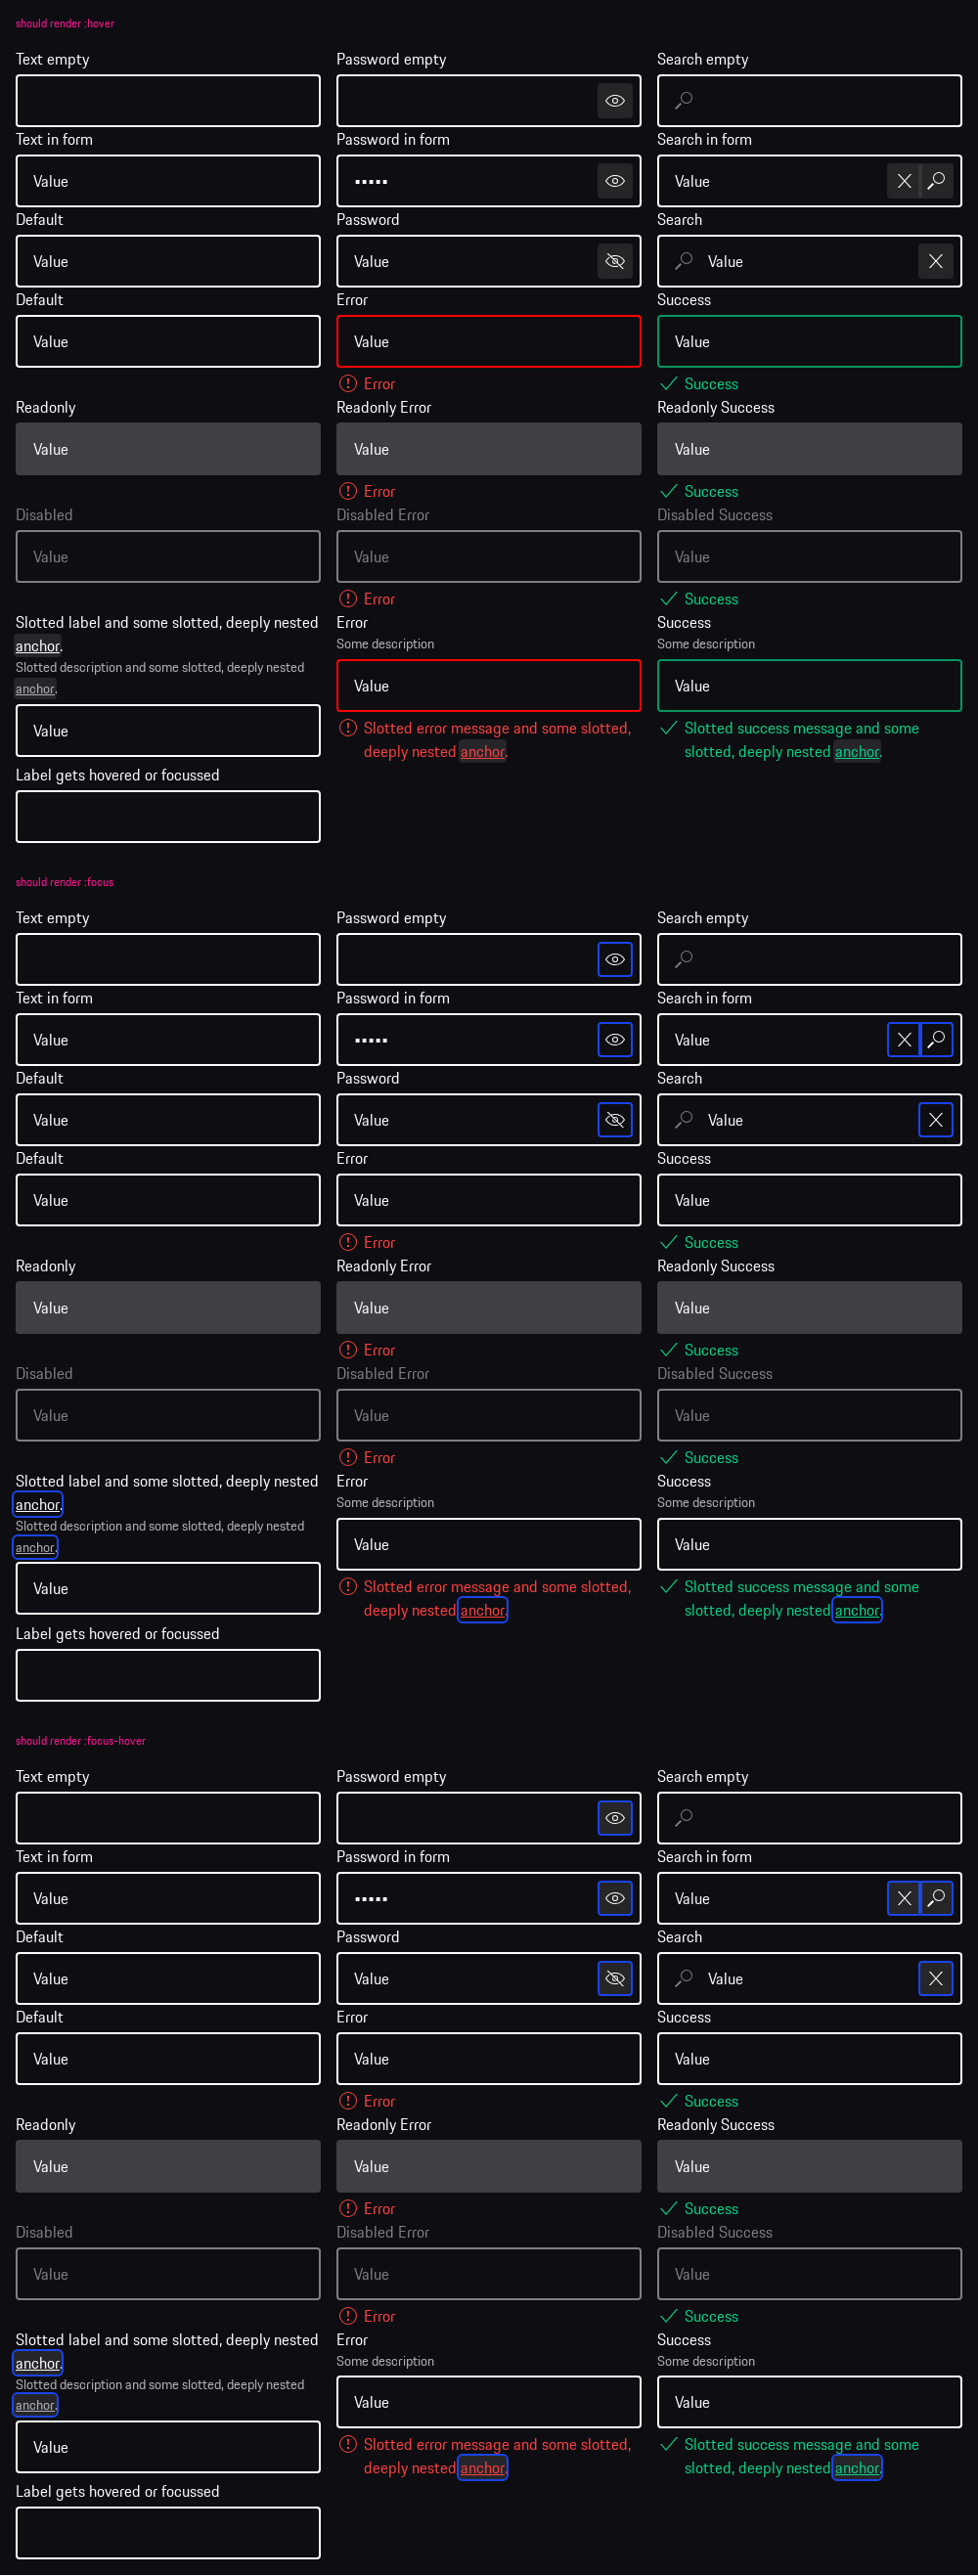 should render :hover
Text empty
Password empty
Search empty
Text in form
Password in form
Search in form
Value
•••••
Value
Default
Password
Search
Value
Value
Value
Default
Error
Success
Value
Value
Value
Error
Success
Readonly
Readonly Error
Readonly Success
Value
Value
Value
Error
Success
Disabled
Disabled Error
Disabled Success
Value
Value
Value
Error
Success
Slotted label and some slotted, deeply nested
anchor.
Slotted description and some slotted, deeply nested
anchor.
Value
Error
Some description
Value
Slotted error message and some slotted,
deeply nested anchor.
Success
Some description
Value
Slotted success message and some
slotted, deeply nested anchor.
Label gets hovered or focussed
should render :focus
Text empty
Password empty
Search empty
Text in form
Password in form
Search in form
Value
•••••
Value
Default
Password
Search
Value
Value
Value
Default
Error
Success
Value
Value
Value
Error
Success
Readonly
Readonly Error
Readonly Success
Value
Value
Value
Error
Success
Disabled
Disabled Error
Disabled Success
Value
Value
Value
Error
Success
Slotted label and some slotted, deeply nested
anchor.
Slotted description and some slotted, deeply nested
anchor.
Value
Error
Some description
Value
Slotted error message and some slotted,
deeply nested anchor.
Success
Some description
Value
Slotted success message and some
slotted, deeply nested anchor.
Label gets hovered or focussed
should render :focus-hover
Text empty
Password empty
Search empty
Text in form
Password in form
Search in form
Value
•••••
Value
Default
Password
Search
Value
Value
Value
Default
Error
Success
Value
Value
Value
Error
Success
Readonly
Readonly Error
Readonly Success
Value
Value
Value
Error
Success
Disabled
Disabled Error
Disabled Success
Value
Value
Value
Error
Success
Slotted label and some slotted, deeply nested
anchor.
Slotted description and some slotted, deeply nested
anchor.
Value
Error
Some description
Value
Slotted error message and some slotted,
deeply nested anchor.
Success
Some description
Value
Slotted success message and some
slotted, deeply nested anchor.
Label gets hovered or focussed